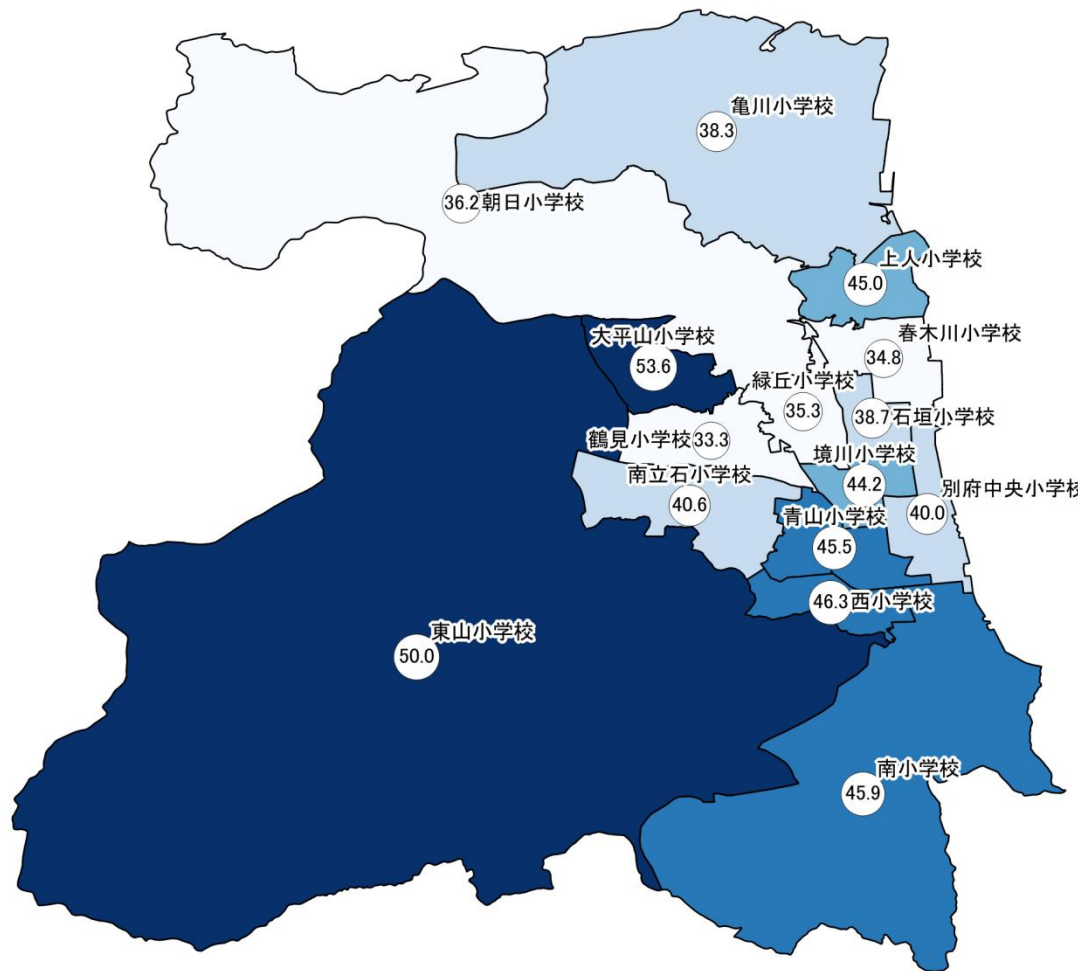 亀川小学校
38.3
36.2朝日小学校
上人小学校
45.0
春木川小学校
34.8
大平山小学校
53.6
緑丘小学校
35.3
38.7石垣小学校
鶴見小学校33.3
境川小学校
44.2
南立石小学校
40.6
別府中央小学校
40.0
青山小学校
45.5
46.3西小学校
東山小学校
50.0
南小学校
45.9